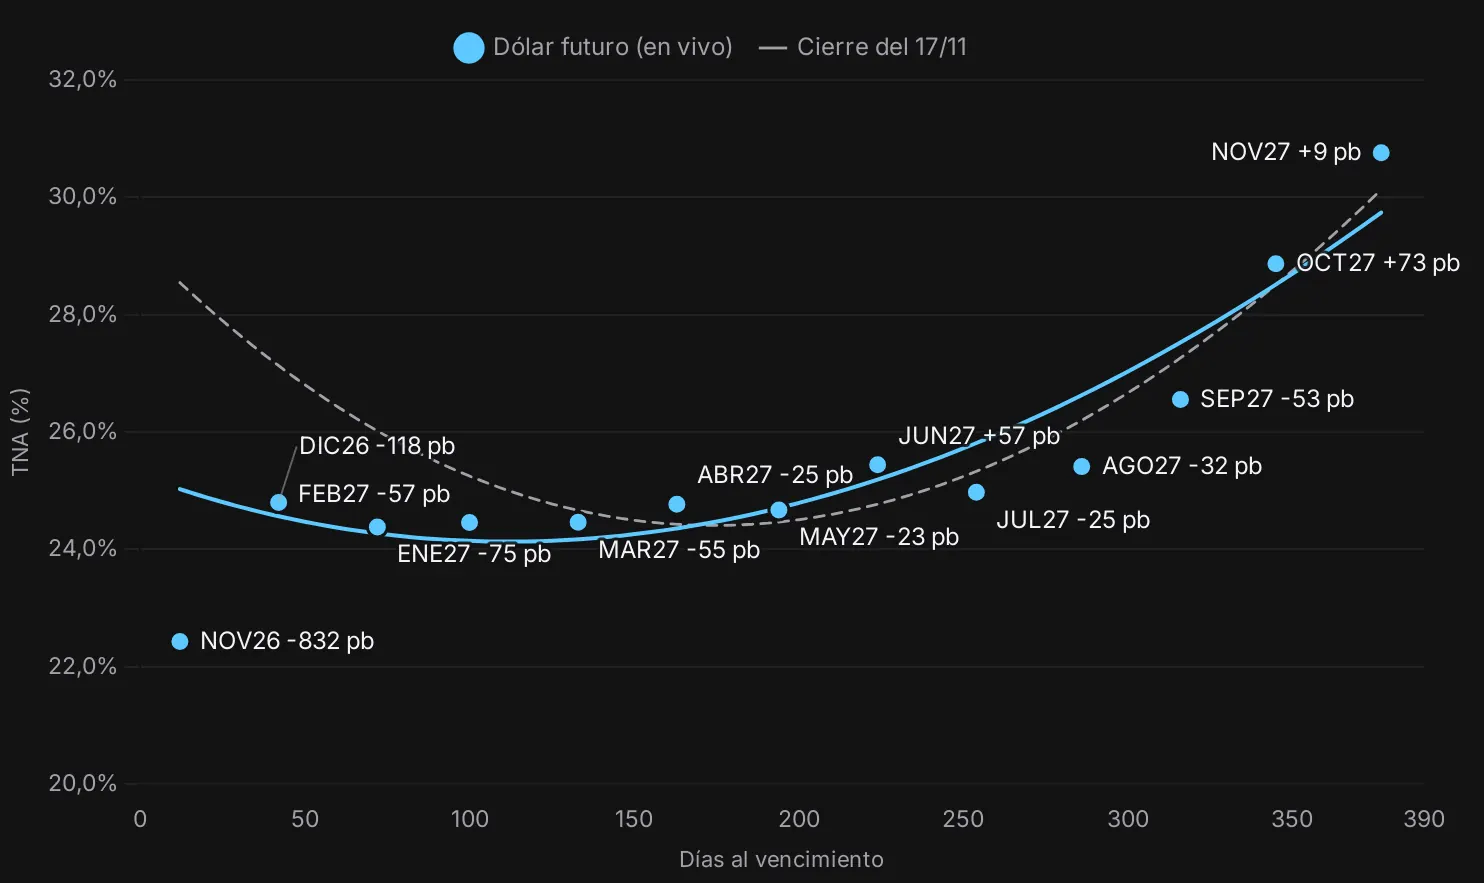 Dólar futuro (en vivo)
Cierre del 17/11
32,0%
30,0%
28,0%
26,0%
24,0%
22,0%
20,0%
TNA (%)
NOV27 +9 pb
OCT27 +73 pb
SEP27 -53 pb
JUN27 +57 pb
DIC26 -118 pb
AGO27 -32 pb
ABR27 -25 pb
FEB27 -57 pb
JUL27 -25 pb
MAY27 -23 pb
MAR27 -55 pb
ENE27 -75 pb
NOV26 -832 pb
0
50
100
150
200
250
300
350
390
Días al vencimiento